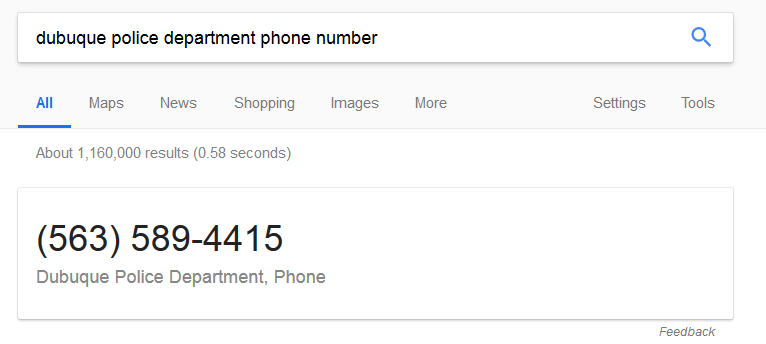 dubuque police department phone number
All Maps News Shopping Images More Settings Tools
About 1,160,000 results (0.58 seconds)
(563) 589-4415
Dubuque Police Department, Phone
Feedback